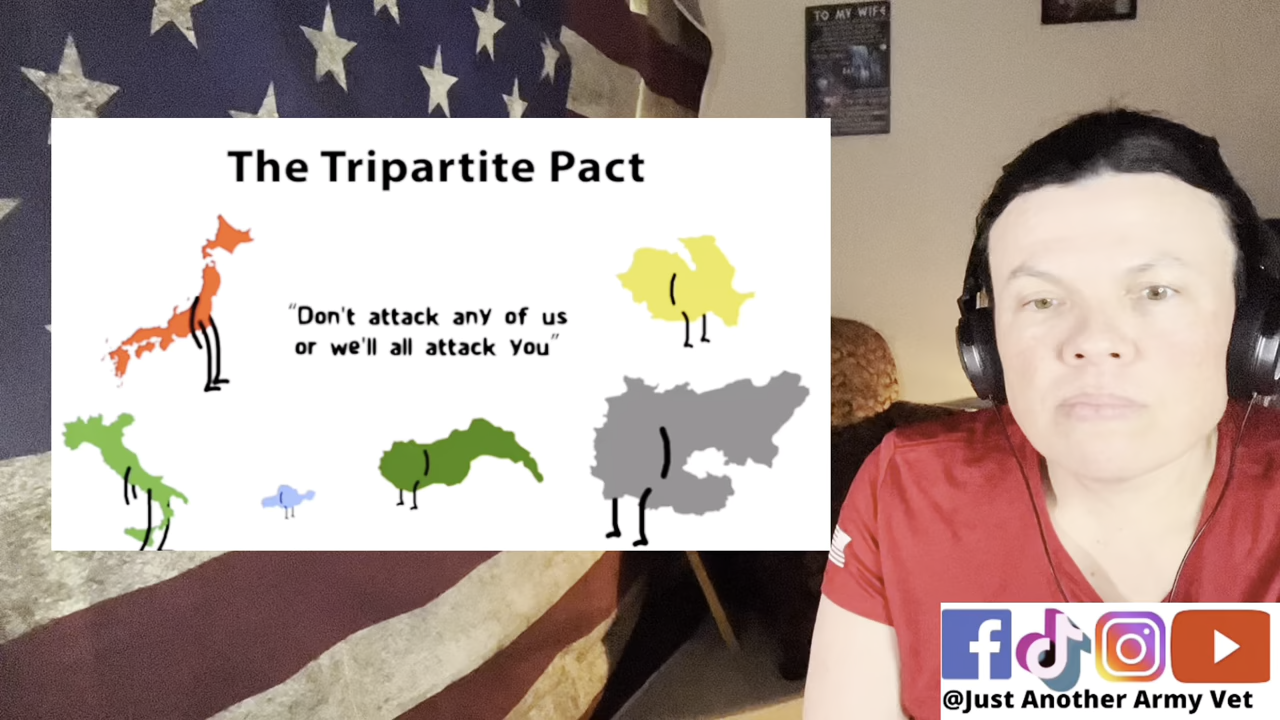 TO MY WIFE
The Tripartite Pact
"Don't attack any of us
or we'll all attack You"
@Just Another Army Vet